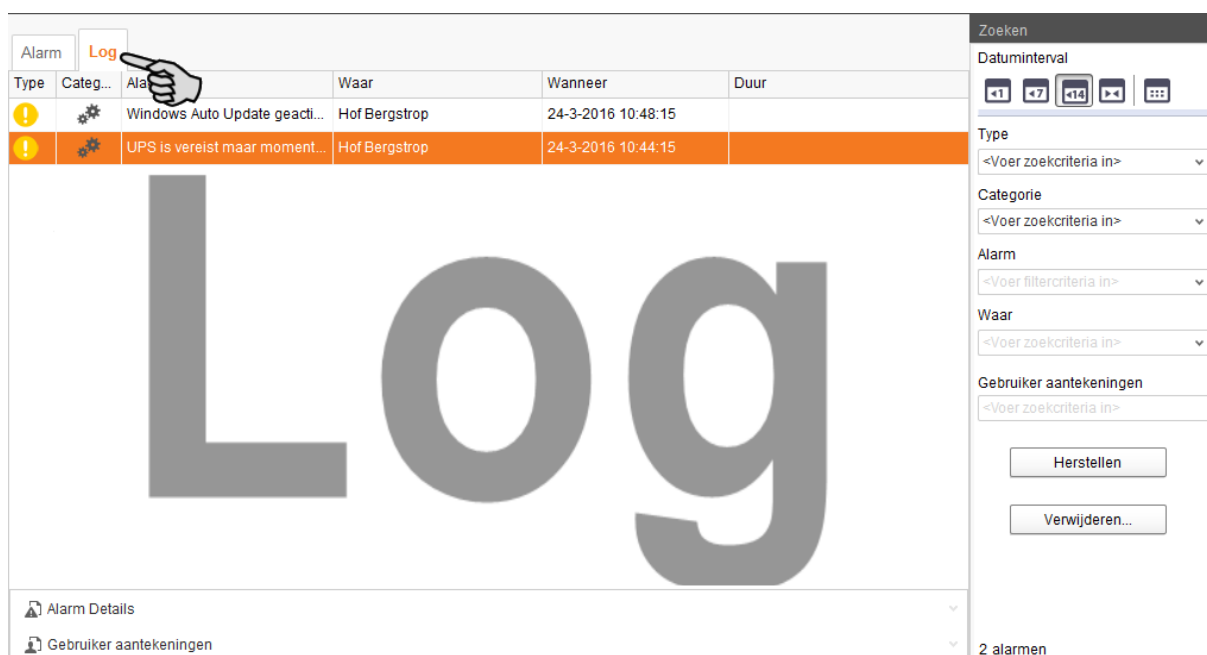 Alarm Log
Type Categ... Ala Waar Wanneer Duur
Windows Auto Update geacti... Hof Bergstrop 24-3-2016 10:48:15
UPS is vereist maar moment... Hof Bergstrop 24-3-2016 10:44:15
Log
Alarm Details
Gebruiker aantekeningen
Zoeken
Datuminterval
1 7 14
Type
<Voer zoekcriteria in>
Categorie
<Voer zoekcriteria in>
Alarm
<Voer filtercriteria in>
Waar
<Voer zoekcriteria in>
Gebruiker aantekeningen
<Voer zoekcriteria in>
Herstellen
Verwijderen...
2 alarmen